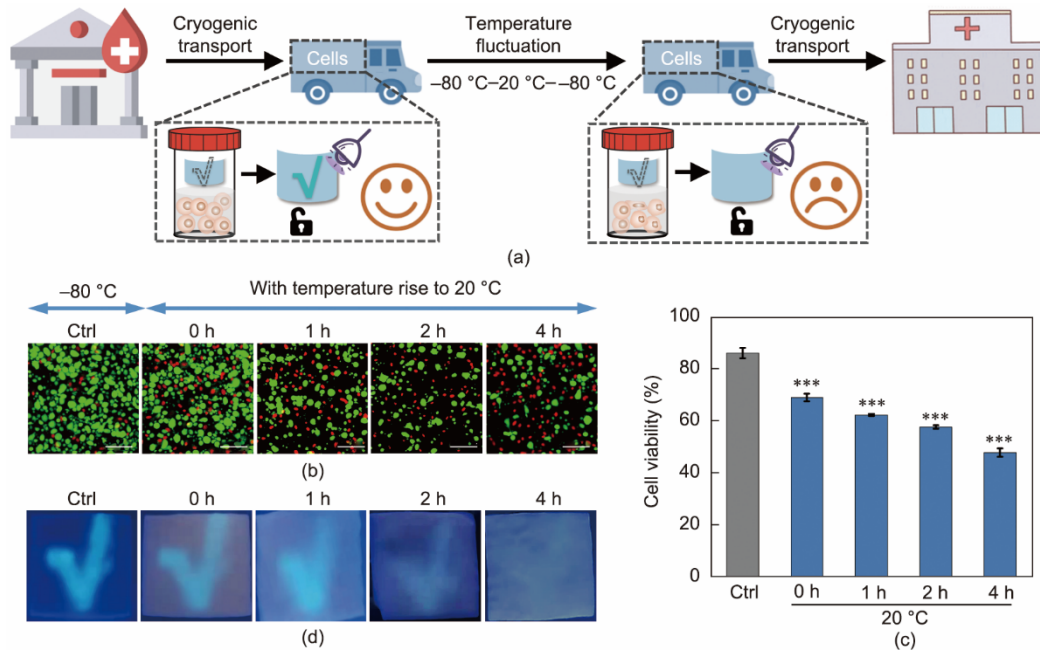 Cryogenic
transport
Cells
Temperature
fluctuation
–80 °C–20 °C– –80 °C
Cells
Cryogenic
transport
(a)
–80 °C
With temperature rise to 20 °C
Ctrl
0 h
1 h
2 h
4 h
(b)
Ctrl
0 h
1 h
2 h
4 h
(d)
Cell viability (%)
100
80
60
40
20
0
***
***
***
***
Ctrl
0 h
1 h
2 h
4 h
20 °C
(c)